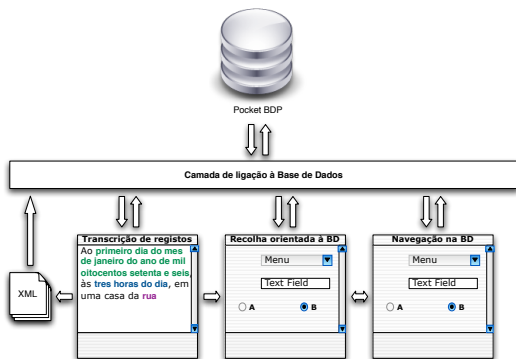 Pocket BDP
Camada de ligação à Base de Dados
Transcrição de registos
Ao primeiro dia do mes
de janeiro do ano de mil
oitocentos setenta e seis,
às tres horas do dia, em
uma casa da rua
Recolha orientada à BD
Menu
Text Field
A
B
Navegação na BD
Menu
Text Field
A
B
XML